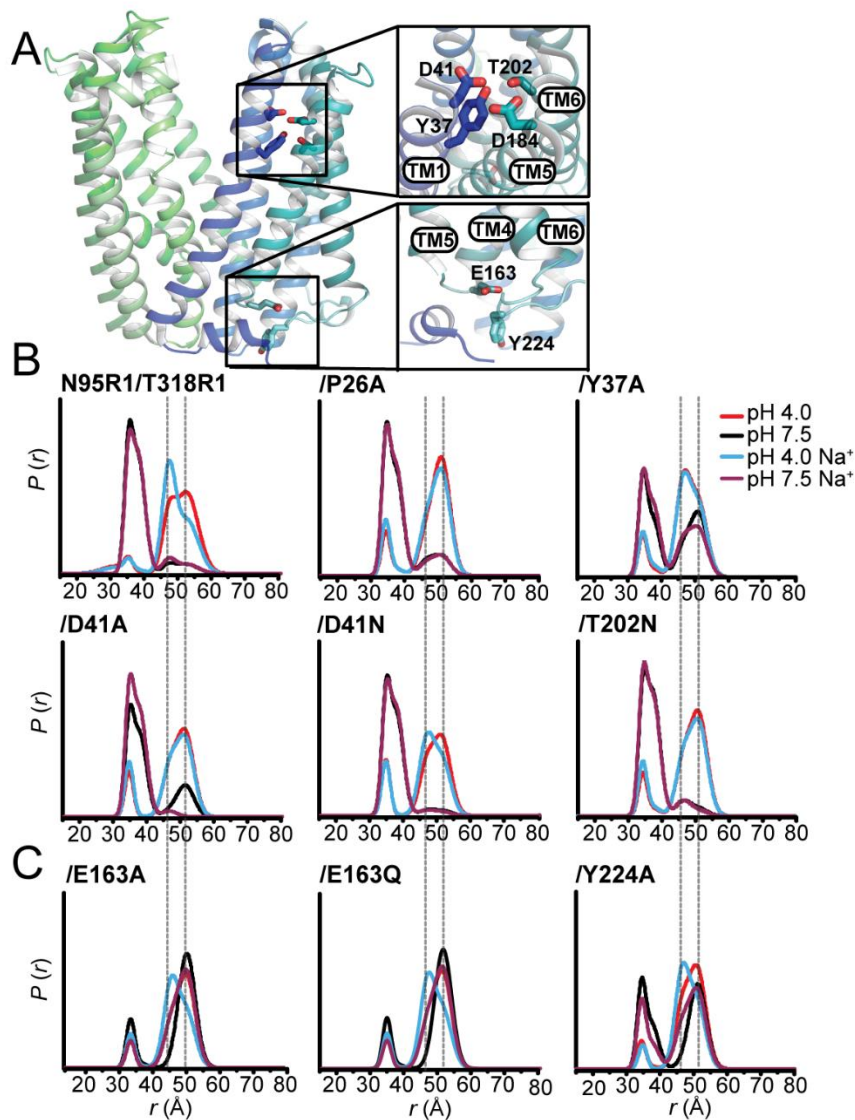 A
D41
T202
TM6
Y37
D184
TM1
TM5
TM5
TM4
TM6
E163
Y224
B
N95R1/T318R1
/P26A
/Y37A
pH 4.0
pH 7.5
pH 4.0 Na⁺
pH 7.5 Na⁺
P (r)
20 30 40 50 60 70 80
20 30 40 50 60 70 80
20 30 40 50 60 70 80
/D41A
/D41N
/T202N
P (r)
20 30 40 50 60 70 80
20 30 40 50 60 70 80
20 30 40 50 60 70 80
C
/E163A
/E163Q
/Y224A
P (r)
20 30 40 50 60 70 80
20 30 40 50 60 70 80
20 30 40 50 60 70 80
r (Å)
r (Å)
r (Å)